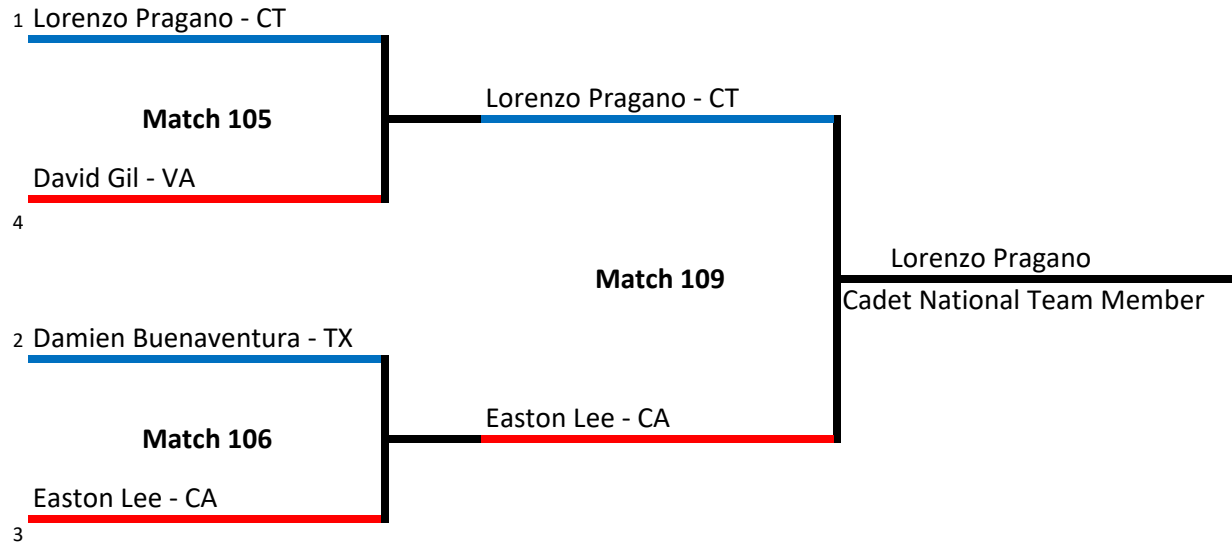 1 Lorenzo Pragano - CT
Match 105
David Gil - VA
4
Lorenzo Pragano - CT
Match 109
Lorenzo Pragano
Cadet National Team Member
2 Damien Buenaventura - TX
Match 106
Easton Lee - CA
3
Easton Lee - CA